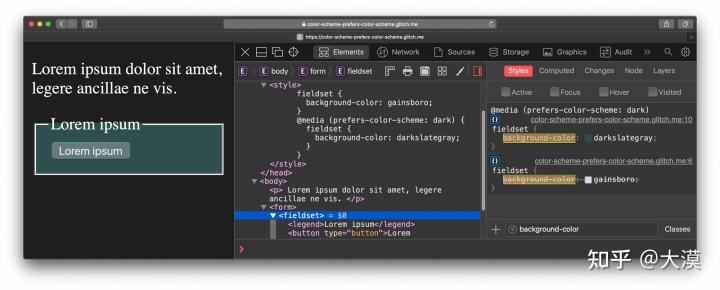 color-scheme-prefers-color-scheme.glitch.me
https://color-scheme-prefers-color-scheme.glitch.me
Lorem ipsum dolor sit amet,
legere ancillae ne vis.
Lorem ipsum
Lorem ipsum
Elements Network Sources Storage Graphics Audit
E E body E form E fieldset
<style>
fieldset {
background-color: gainsboro;
}
@media (prefers-color-scheme: dark) {
fieldset {
background-color: darkslategray;
}
}
</style>
</head>
<body>
<p> Lorem ipsum dolor sit amet, legere
ancillae ne vis. </p>
<form>
<fieldset> = $0
<legend>Lorem ipsum</legend>
<button type="button">Lorem
Styles Computed Changes Node Layers
Active Focus Hover Visited
@media (prefers-color-scheme: dark)
{} color-scheme-prefers-color-scheme.glitch.me:10
fieldset {
background-color: darkslategray;
}
{} color-scheme-prefers-color-scheme.glitch.me:6
fieldset {
background-color: gainsboro;
}
background-color Classes
知乎 @大漠